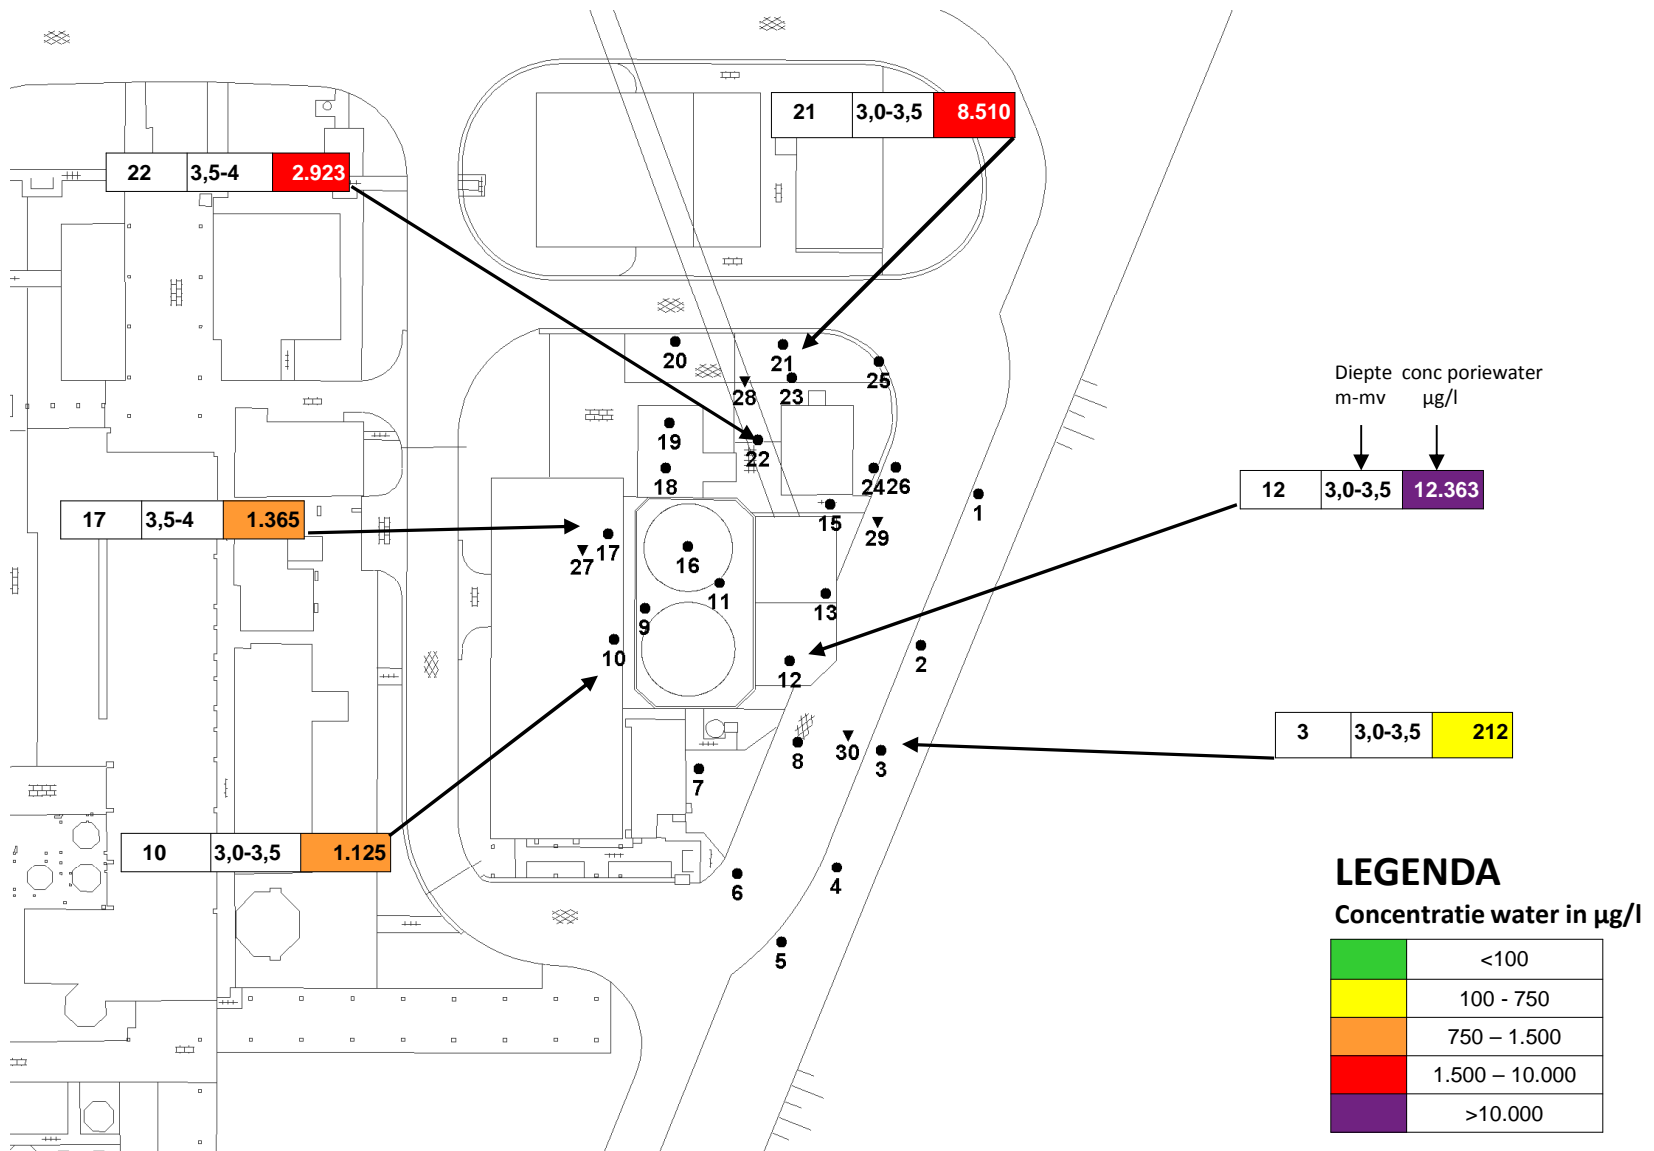 21 3,0-3,5 8.510
22 3,5-4 2.923
20
21
25
28
23
Diepte conc poriewater
m-mv µg/l
19
22
18
24
26
12 3,0-3,5 12.363
1
15
17 3,5-4 1.365
29
17
27
16
11
13
9
10
2
12
3 3,0-3,5 212
8
30
3
7
10 3,0-3,5 1.125
6
4
5
LEGENDA
Concentratie water in µg/l
<100
100 - 750
750 – 1.500
1.500 – 10.000
>10.000